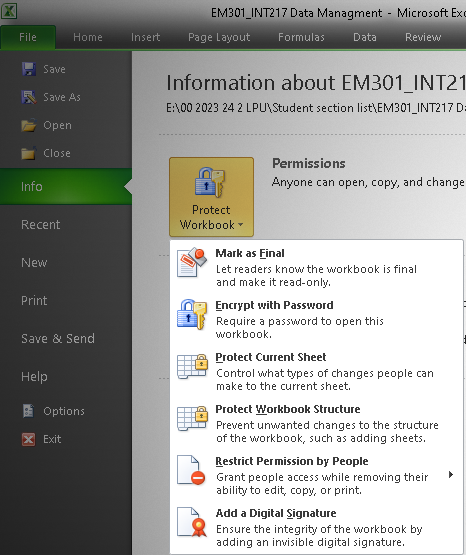 EM301_INT217 Data Managment - Microsoft Exc
File Home Insert Page Layout Formulas Data Review
Save
Save As
Open
Close
Info
Recent
New
Print
Save & Send
Help
Options
Exit
Information about EM301_INT21
E:\00 2023 24 2 LPU\Student section list\EM301_INT217 Da
Protect
Workbook
Permissions
Anyone can open, copy, and change
Mark as Final
Let readers know the workbook is final
and make it read-only.
Encrypt with Password
Require a password to open this
workbook.
Protect Current Sheet
Control what types of changes people can
make to the current sheet.
Protect Workbook Structure
Prevent unwanted changes to the structure
of the workbook, such as adding sheets.
Restrict Permission by People
Grant people access while removing their
ability to edit, copy, or print.
Add a Digital Signature
Ensure the integrity of the workbook by
adding an invisible digital signature.